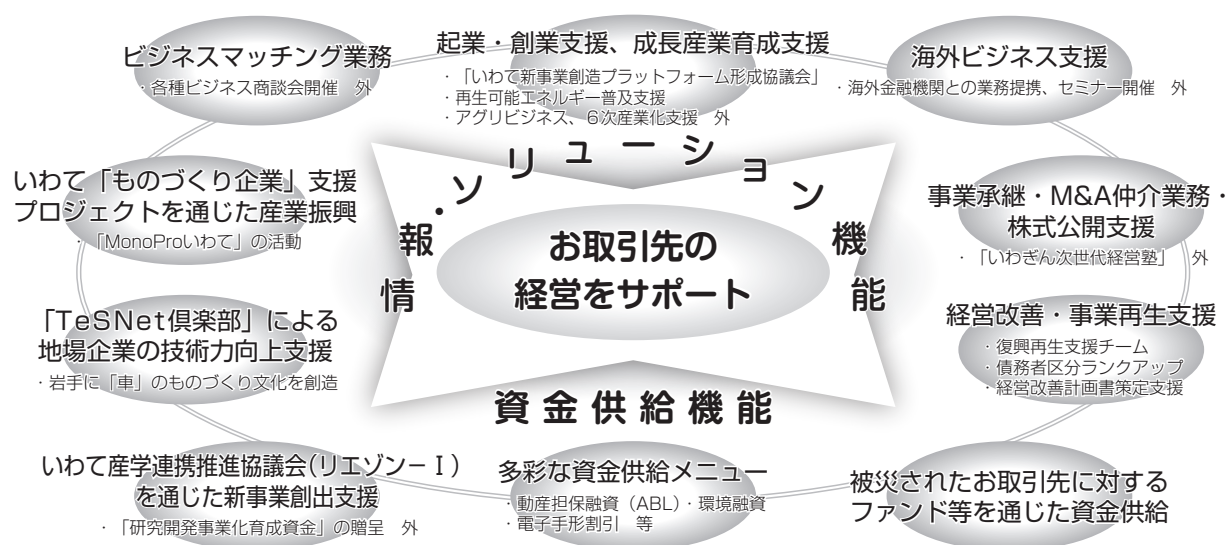 ビジネスマッチング業務
・各種ビジネス商談会開催　外
起業・創業支援、成長産業育成支援
・「いわて新事業創造プラットフォーム形成協議会」
・再生可能エネルギー普及支援
・アグリビジネス、６次産業化支援　外
海外ビジネス支援
・海外金融機関との業務提携、セミナー開催　外
いわて「ものづくり企業」支援
プロジェクトを通じた産業振興
・「MonoProいわて」の活動
情報・ソリューション機能
お取引先の
経営をサポート
事業承継・M&A仲介業務・
株式公開支援
・「いわぎん次世代経営塾」　外
「TeSNet倶楽部」による
地場企業の技術力向上支援
・岩手に「車」のものづくり文化を創造
経営改善・事業再生支援
・復興再生支援チーム
・債務者区分ランクアップ
・経営改善計画書策定支援
資金供給機能
いわて産学連携推進協議会(リエゾン－Ⅰ)
を通じた新事業創出支援
・「研究開発事業化育成資金」の贈呈　外
多彩な資金供給メニュー
・動産担保融資（ABL）・環境融資
・電子手形割引　等
被災されたお取引先に対する
ファンド等を通じた資金供給